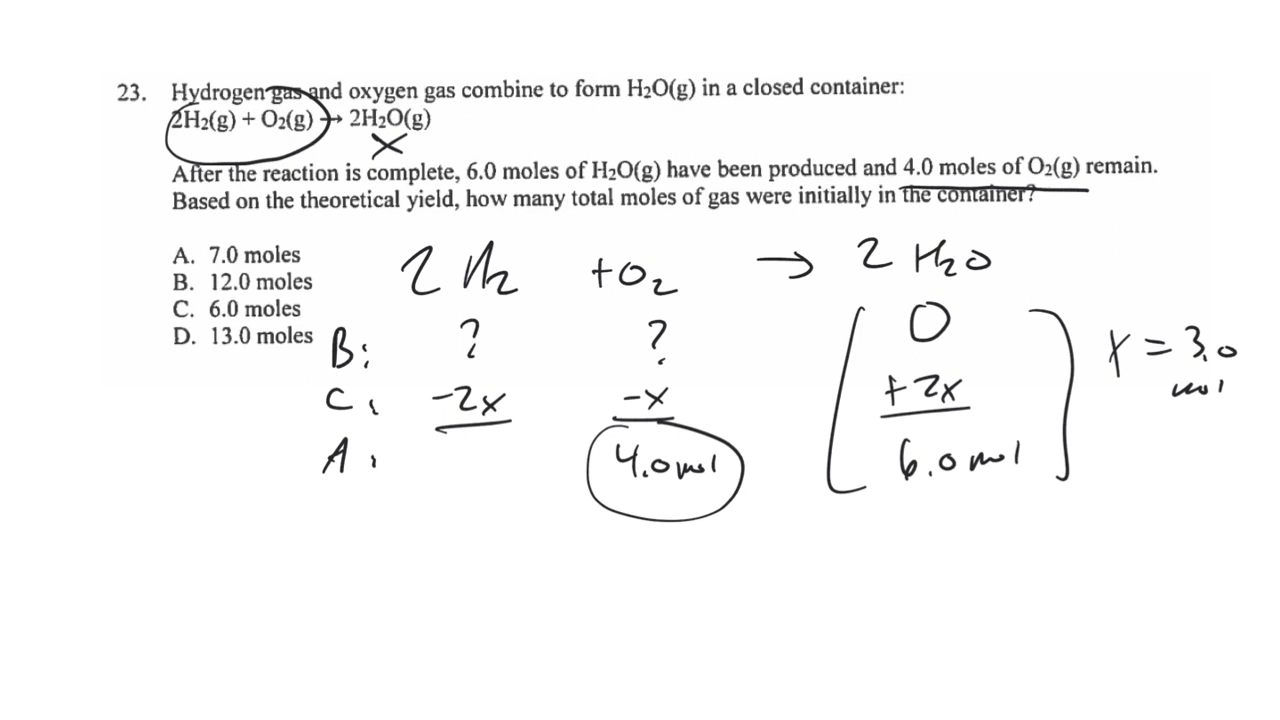 23. Hydrogen gas and oxygen gas combine to form H₂O(g) in a closed container:
2H₂(g) + O₂(g) → 2H₂O(g)
After the reaction is complete, 6.0 moles of H₂O(g) have been produced and 4.0 moles of O₂(g) remain.
Based on the theoretical yield, how many total moles of gas were initially in the container?
A. 7.0 moles
B. 12.0 moles
C. 6.0 moles
D. 13.0 moles
2 H₂ + O₂ → 2 H₂O
B: ? ? 0
C: -2x -x +2x
A: 4.0 mol 6.0 mol
x = 3.0
mol